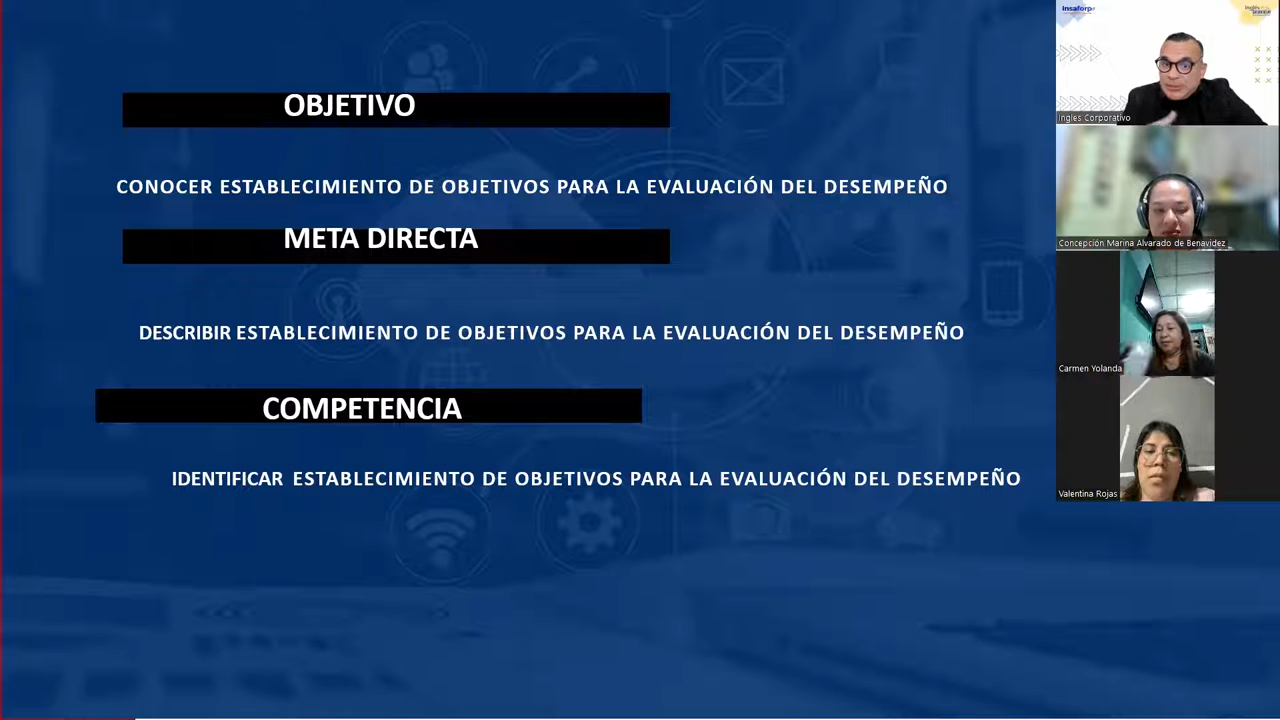 OBJETIVO
CONOCER ESTABLECIMIENTO DE OBJETIVOS PARA LA EVALUACIÓN DEL DESEMPEÑO
META DIRECTA
DESCRIBIR ESTABLECIMIENTO DE OBJETIVOS PARA LA EVALUACIÓN DEL DESEMPEÑO
COMPETENCIA
IDENTIFICAR ESTABLECIMIENTO DE OBJETIVOS PARA LA EVALUACIÓN DEL DESEMPEÑO
Insaforp
Ingles Corporativo
Concepción Marina Alvarado de Benavidez
Carmen Yolanda
Valentina Rojas